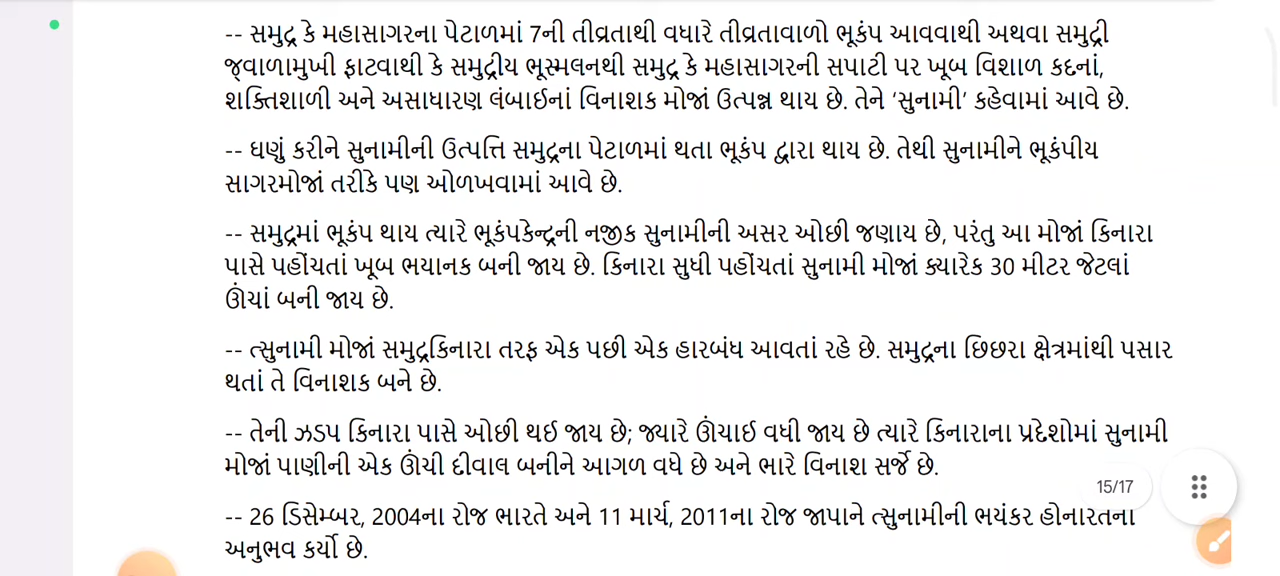 -- સમુદ્ર કે મહાસાગરના પેટાળમાં 7ની તીવ્રતાથી વધારે તીવ્રતાવાળો ભૂકંપ આવવાથી અથવા સમુદ્રી
જ્વાળામુખી ફાટવાથી કે સમુદ્રીય ભૂસ્મલનથી સમુદ્ર કે મહાસાગરની સપાટી પર ખૂબ વિશાળ કદનાં,
શક્તિશાળી અને અસાધારણ લંબાઈનાં વિનાશક મોજાં ઉત્પન્ન થાય છે. તેને ‘સુનામી’ કહેવામાં આવે છે.
-- ઘણું કરીને સુનામીની ઉત્પત્તિ સમુદ્રના પેટાળમાં થતા ભૂકંપ દ્વારા થાય છે. તેથી સુનામીને ભૂકંપીય
સાગરમોજાં તરીકે પણ ઓળખવામાં આવે છે.
-- સમુદ્રમાં ભૂકંપ થાય ત્યારે ભૂકંપકેન્દ્રની નજીક સુનામીની અસર ઓછી જણાય છે, પરંતુ આ મોજાં કિનારા
પાસે પહોંચતાં ખૂબ ભયાનક બની જાય છે. કિનારા સુધી પહોંચતાં સુનામી મોજાં ક્યારેક 30 મીટર જેટલાં
ઊંચાં બની જાય છે.
-- ત્સુનામી મોજાં સમુદ્રકિનારા તરફ એક પછી એક હારબંધ આવતાં રહે છે. સમુદ્રના છિછરા ક્ષેત્રમાંથી પસાર
થતાં તે વિનાશક બને છે.
-- તેની ઝડપ કિનારા પાસે ઓછી થઈ જાય છે; જ્યારે ઊંચાઈ વધી જાય છે ત્યારે કિનારાના પ્રદેશોમાં સુનામી
મોજાં પાણીની એક ઊંચી દીવાલ બનીને આગળ વધે છે અને ભારે વિનાશ સર્જે છે.
15/17
-- 26 ડિસેમ્બર, 2004ના રોજ ભારતે અને 11 માર્ચ, 2011ના રોજ જાપાને ત્સુનામીની ભયંકર હોનારતના
અનુભવ કર્યો છે.